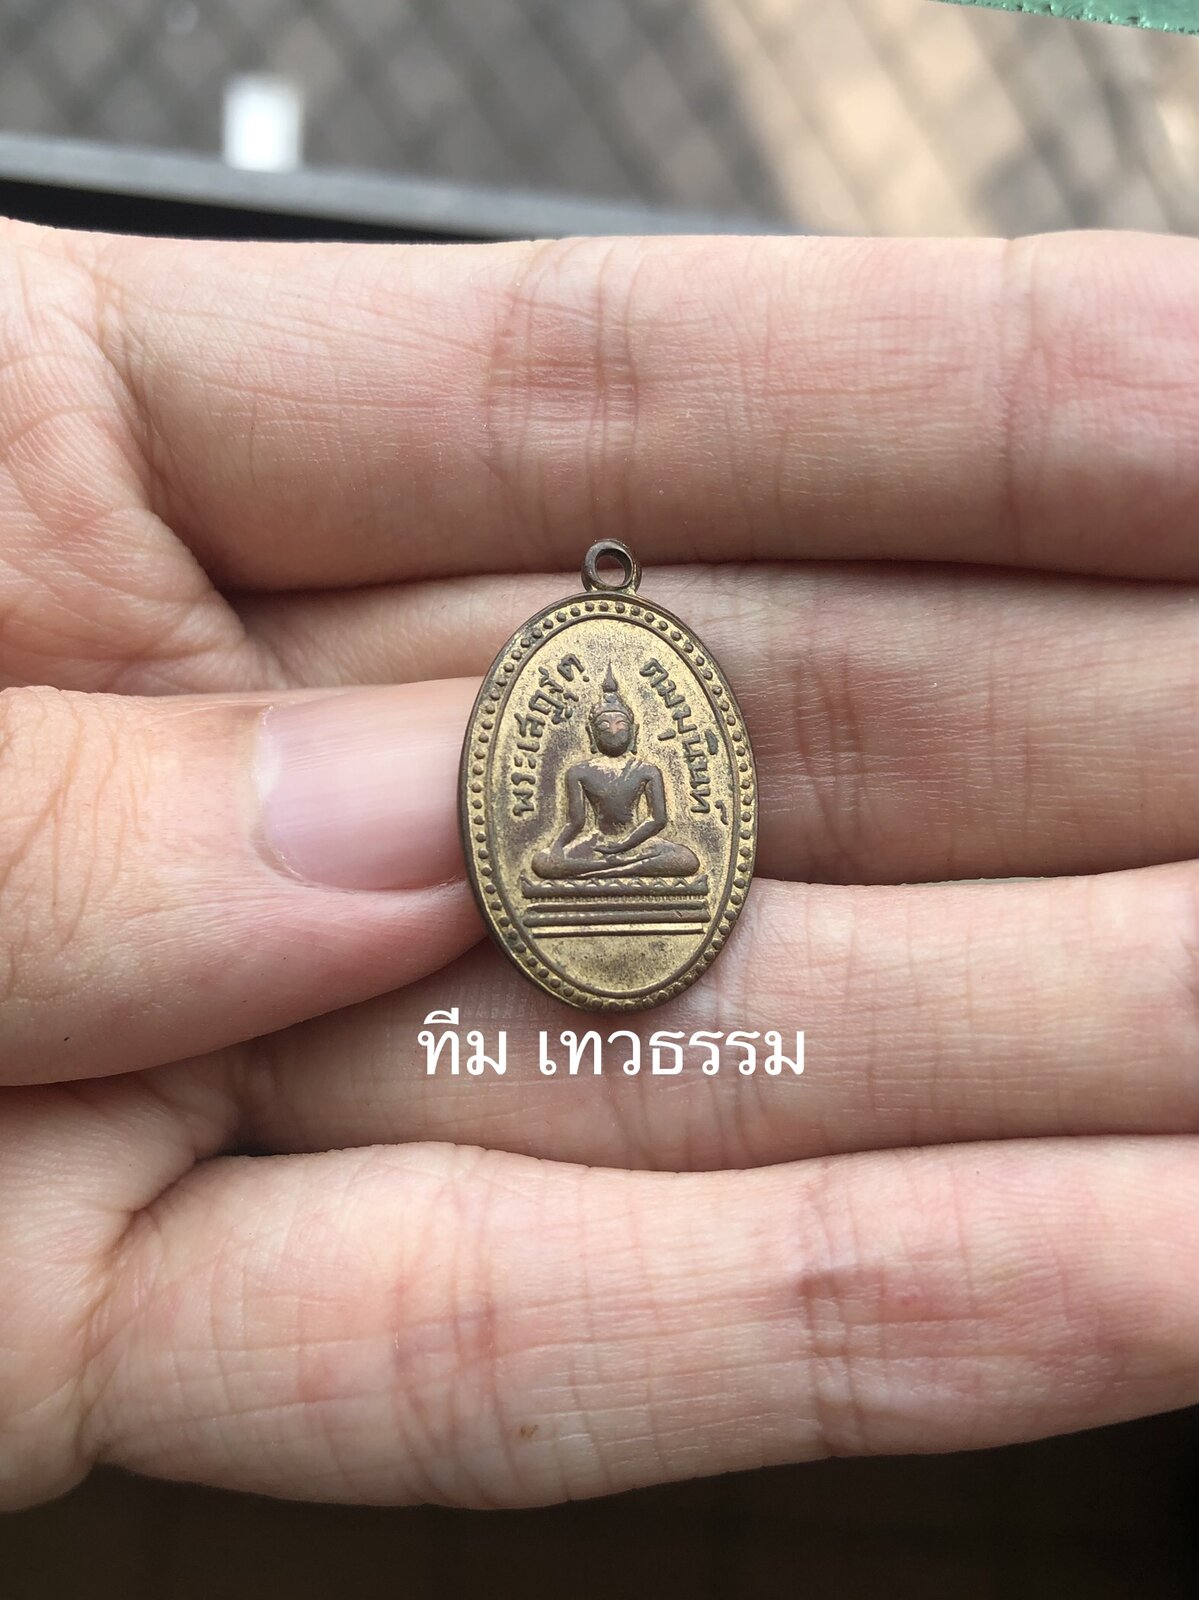 พระเสฏฐุตฺ
ตมมุนินท์
ทีม เทวธรรม